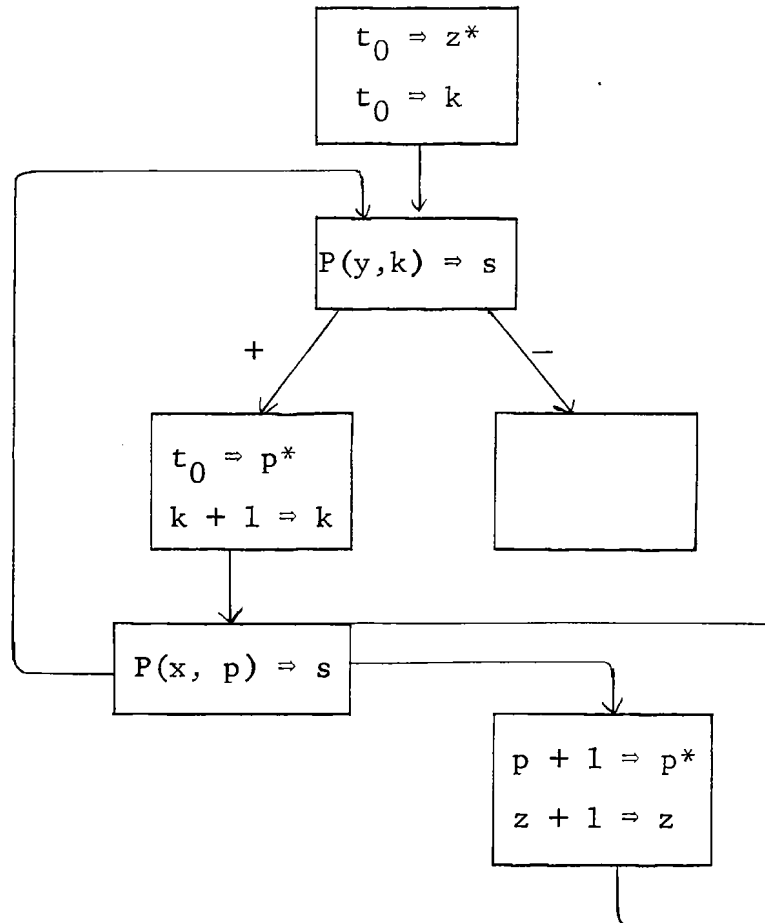 t₀ ⇒ z*
t₀ ⇒ k
P(y,k) ⇒ s
+ −
t₀ ⇒ p*
k + 1 ⇒ k
P(x, p) ⇒ s
p + 1 ⇒ p*
z + 1 ⇒ z